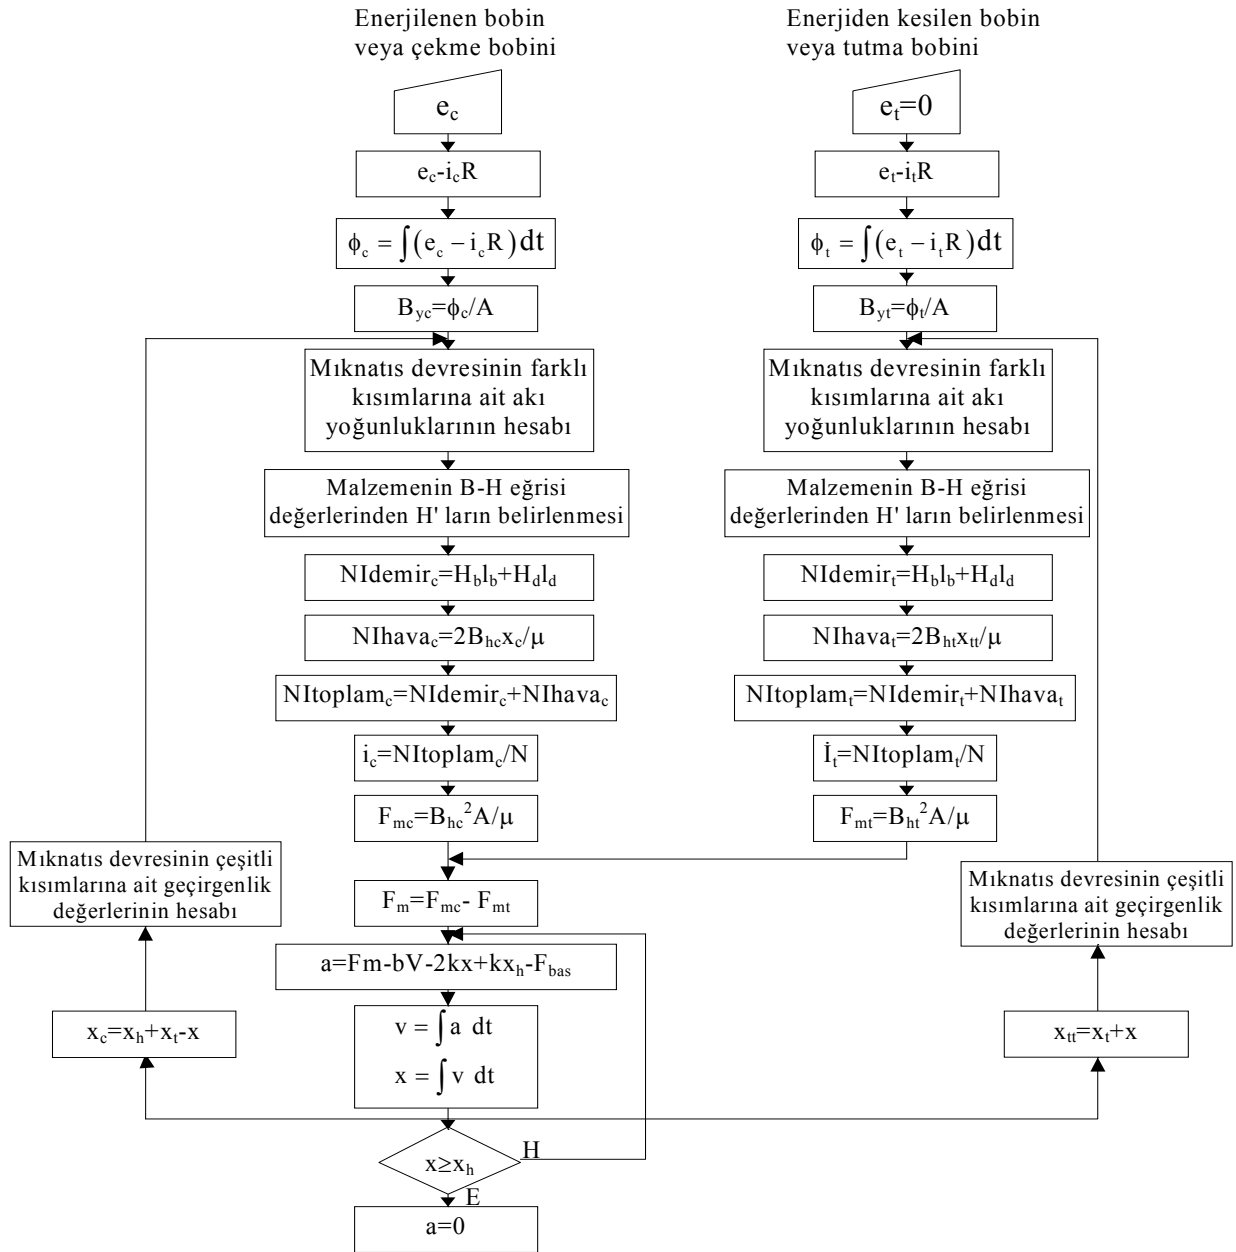 Enerjilenen bobin
veya çekme bobini
e_c
e_c-i_cR
ϕ_c = ∫(e_c − i_cR)dt
B_yc=ϕ_c/A
Mıknatıs devresinin farklı
kısımlarına ait akı
yoğunluklarının hesabı
Malzemenin B-H eğrisi
değerlerinden H' ların belirlenmesi
NIdemir_c=H_bl_b+H_dl_d
NIhava_c=2B_hcx_c/μ
NItoplam_c=NIdemir_c+NIhava_c
i_c=NItoplam_c/N
F_mc=B_hc²A/μ
Enerjiden kesilen bobin
veya tutma bobini
e_t=0
e_t-i_tR
ϕ_t = ∫(e_t − i_tR)dt
B_yt=ϕ_t/A
Mıknatıs devresinin farklı
kısımlarına ait akı
yoğunluklarının hesabı
Malzemenin B-H eğrisi
değerlerinden H' ların belirlenmesi
NIdemir_t=H_bl_b+H_dl_d
NIhava_t=2B_htx_tt/μ
NItoplam_t=NIdemir_t+NIhava_t
İ_t=NItoplam_t/N
F_mt=B_ht²A/μ
F_m=F_mc- F_mt
a=Fm-bV-2kx+kx_h-F_bas
v = ∫a dt
x = ∫v dt
x≥x_h
H
E
a=0
Mıknatıs devresinin çeşitli
kısımlarına ait geçirgenlik
değerlerinin hesabı
x_c=x_h+x_t-x
Mıknatıs devresinin çeşitli
kısımlarına ait geçirgenlik
değerlerinin hesabı
x_tt=x_t+x